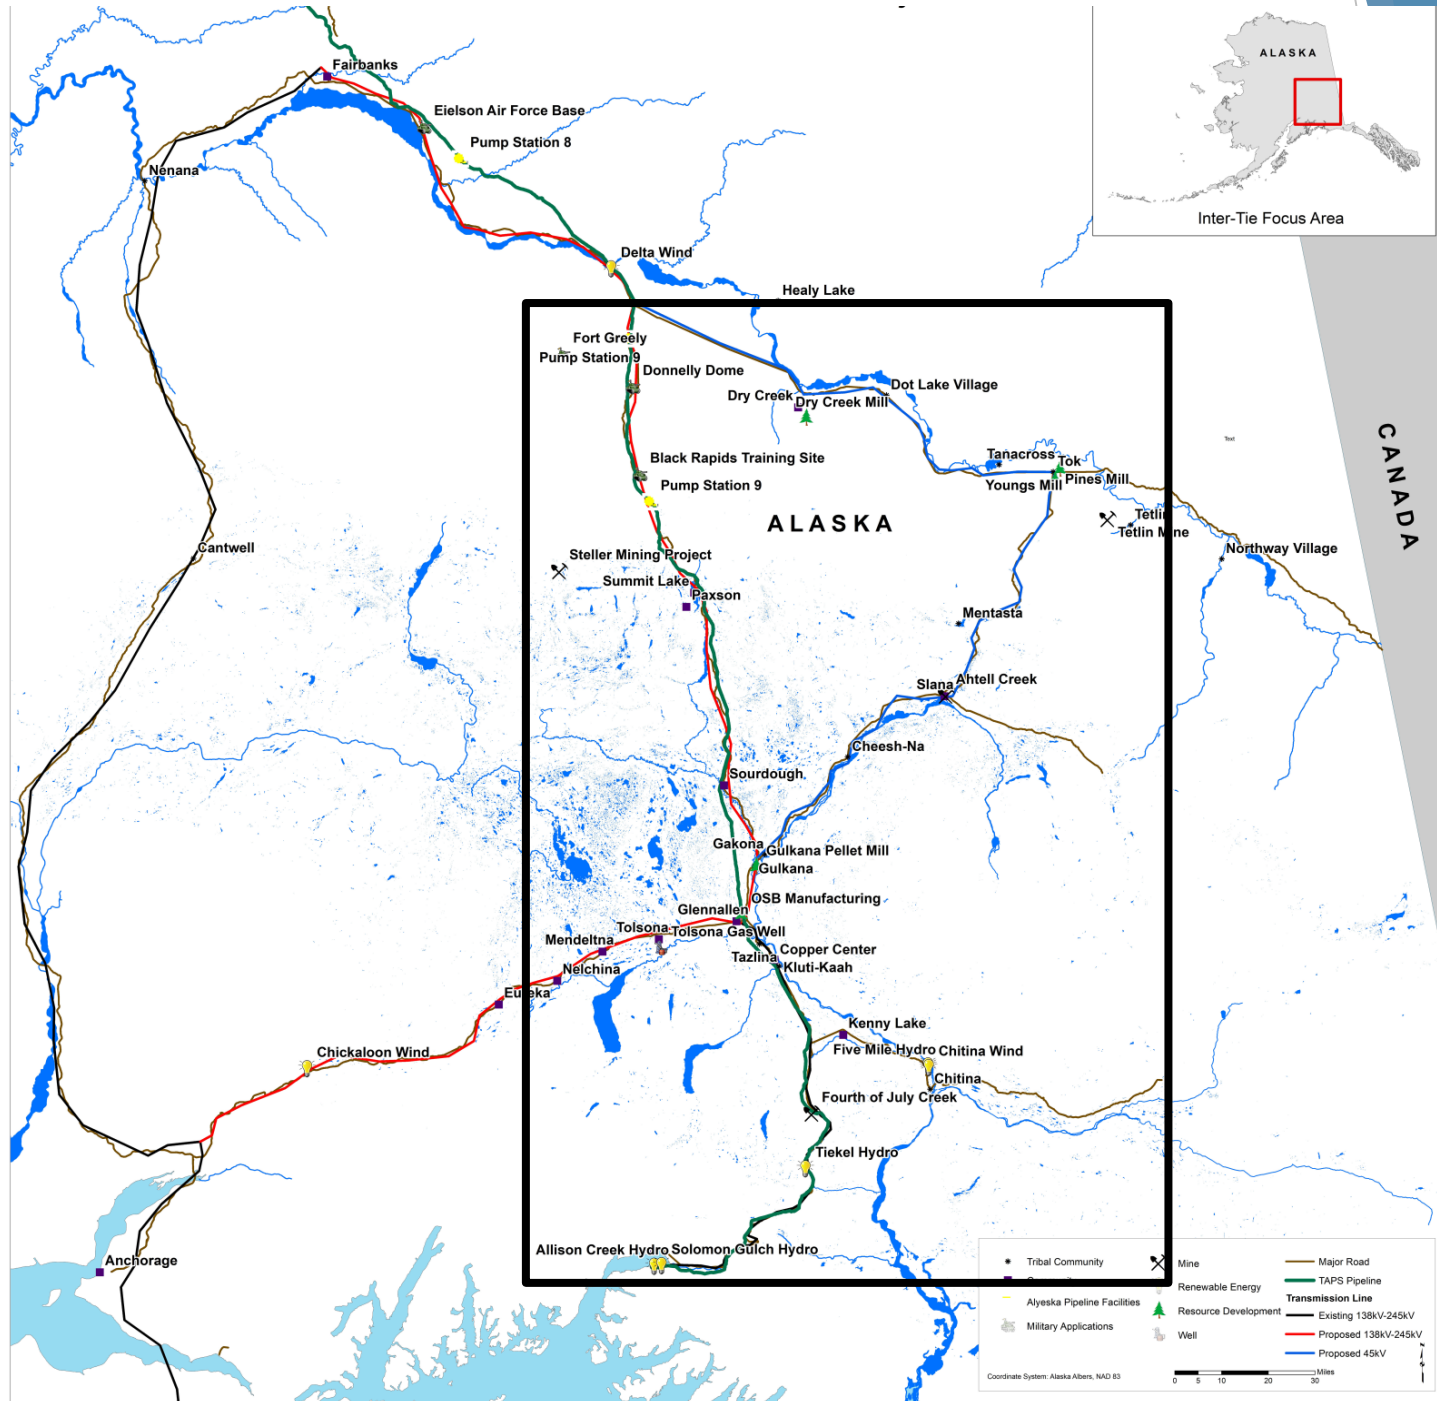 ALASKA
Inter-Tie Focus Area
Fairbanks
Eielson Air Force Base
Pump Station 8
Nenana
Delta Wind
Healy Lake
Fort Greely
Pump Station 9
Donnelly Dome
Dry Creek
Dry Creek Mill
Dot Lake Village
Black Rapids Training Site
Pump Station 9
Tanacross
Tok
Youngs Mill
Pines Mill
Text
CANADA
ALASKA
Tetlin
Tetlin Mine
Northway Village
Cantwell
Steller Mining Project
Summit Lake
Paxson
Mentasta
Slana
Ahtell Creek
Cheesh-Na
Sourdough
Gakona
Gulkana Pellet Mill
Gulkana
OSB Manufacturing
Glennallen
Tolsona
Tolsona Gas Well
Mendeltna
Copper Center
Tazlina
Kluti-Kaah
Nelchina
Eureka
Kenny Lake
Chickaloon Wind
Five Mile Hydro
Chitina Wind
Chitina
Fourth of July Creek
Tiekel Hydro
Allison Creek Hydro
Solomon Gulch Hydro
Anchorage
Tribal Community
Alyeska Pipeline Facilities
Military Applications
Mine
Renewable Energy
Resource Development
Well
Major Road
TAPS Pipeline
Transmission Line
Existing 138kV-245kV
Proposed 138kV-245kV
Proposed 45kV
Coordinate System: Alaska Albers, NAD 83
Miles
0 5 10 20 30